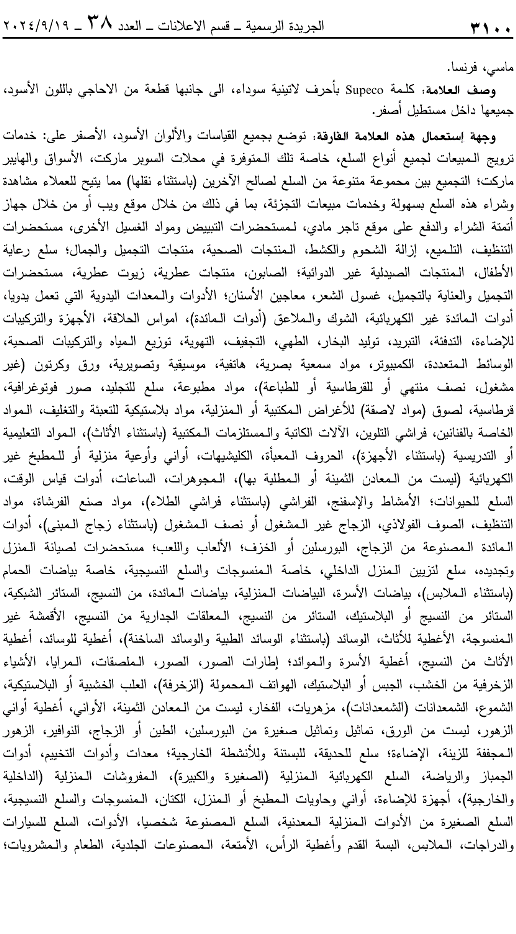 ٣١٠٠ الجريدة الرسمية ــ قسم الاعلانات ــ العدد ٣٨ ــ ٢٠٢٤/٩/١٩
ماسي، فرنسا.
وصف العلامة: كلمة Supeco بأحرف لاتينية سوداء، الى جانبها قطعة من الاحاجي باللون الأسود،
جميعها داخل مستطيل أصفر.
وجهة إستعمال هذه العلامة الفارقة: توضع بجميع القياسات والألوان الأسود، الأصفر على: خدمات
ترويج المبيعات لجميع أنواع السلع، خاصة تلك المتوفرة في محلات السوبر ماركت، الأسواق والهايبر
ماركت؛ التجميع بين مجموعة متنوعة من السلع لصالح الآخرين (باستثناء نقلها) مما يتيح للعملاء مشاهدة
وشراء هذه السلع بسهولة وخدمات مبيعات التجزئة، بما في ذلك من خلال موقع ويب أو من خلال جهاز
أتمتة الشراء والدفع على موقع تاجر مادي، لمستحضرات التبييض ومواد الغسيل الأخرى، مستحضرات
التنظيف، التلميع، إزالة الشحوم والكشط، المنتجات الصحية، منتجات التجميل والجمال؛ سلع رعاية
الأطفال، المنتجات الصيدلية غير الدوائية؛ الصابون، منتجات عطرية، زيوت عطرية، مستحضرات
التجميل والعناية بالتجميل، غسول الشعر، معاجين الأسنان؛ الأدوات والمعدات اليدوية التي تعمل يدويا،
أدوات المائدة غير الكهربائية، الشوك والملاعق (أدوات المائدة)، امواس الحلاقة، الأجهزة والتركيبات
للإضاءة، التدفئة، التبريد، توليد البخار، الطهي، التجفيف، التهوية، توزيع المياه والتركيبات الصحية،
الوسائط المتعددة، الكمبيوتر، مواد سمعية بصرية، هاتفية، موسيقية وتصويرية، ورق وكرتون (غير
مشغول، نصف منتهي أو للقرطاسية أو للطباعة)، مواد مطبوعة، سلع للتجليد، صور فوتوغرافية،
قرطاسية، لصوق (مواد لاصقة) للأغراض المكتبية أو المنزلية، مواد بلاستيكية للتعبئة والتغليف، المواد
الخاصة بالفنانين، فراشي التلوين، الآلات الكاتبة والمستلزمات المكتبية (باستثناء الأثاث)، المواد التعليمية
أو التدريسية (باستثناء الأجهزة)، الحروف المعبأة، الكليشيهات، أواني وأوعية منزلية أو للمطبخ غير
الكهربائية (ليست من المعادن الثمينة أو المطلية بها)، المجوهرات، الساعات، أدوات قياس الوقت،
السلع للحيوانات؛ الأمشاط والإسفنج، الفراشي (باستثناء فراشي الطلاء)، مواد صنع الفرشاة، مواد
التنظيف، الصوف الفولاذي، الزجاج غير المشغول أو نصف المشغول (باستثناء زجاج المبنى)، أدوات
المائدة المصنوعة من الزجاج، البورسلين أو الخزف؛ الألعاب واللعب؛ مستحضرات لصيانة المنزل
وتجديده، سلع لتزيين المنزل الداخلي، خاصة المنسوجات والسلع النسيجية، خاصة بياضات الحمام
(باستثناء الملابس)، بياضات الأسرة، البياضات المنزلية، بياضات المائدة، من النسيج، الستائر الشبكية،
الستائر من النسيج أو البلاستيك، الستائر من النسيج، المعلقات الجدارية من النسيج، الأقمشة غير
المنسوجة، الأغطية للأثاث، الوسائد (باستثناء الوسائد الطبية والوسائد الساخنة)، أغطية للوسائد، أغطية
الأثاث من النسيج، أغطية الأسرة والموائد؛ إطارات الصور، الصور، الملصقات، المرايا، الأشياء
الزخرفية من الخشب، الجبس أو البلاستيك، الهواتف المحمولة (الزخرفة)، العلب الخشبية أو البلاستيكية،
الشموع، الشمعدانات (الشمعدانات)، مزهريات، الفخار، ليست من المعادن الثمينة، الأواني، أغطية أواني
الزهور، ليست من الورق، تماثيل وتماثيل صغيرة من البورسلين، الطين أو الزجاج، النوافير، الزهور
المجففة للزينة، الإضاءة؛ سلع للحديقة، للبستنة وللأنشطة الخارجية؛ معدات وأدوات التخييم، أدوات
الجمباز والرياضة، السلع الكهربائية المنزلية (الصغيرة والكبيرة)، المفروشات المنزلية (الداخلية
والخارجية)، أجهزة للإضاءة، أواني وحاويات المطبخ أو المنزل، الكتان، المنسوجات والسلع النسيجية،
السلع الصغيرة من الأدوات المنزلية المعدنية، السلع المصنوعة شخصيا، الأدوات، السلع للسيارات
والدراجات، الملابس، البسة القدم وأغطية الرأس، الأمتعة، المصنوعات الجلدية، الطعام والمشروبات؛